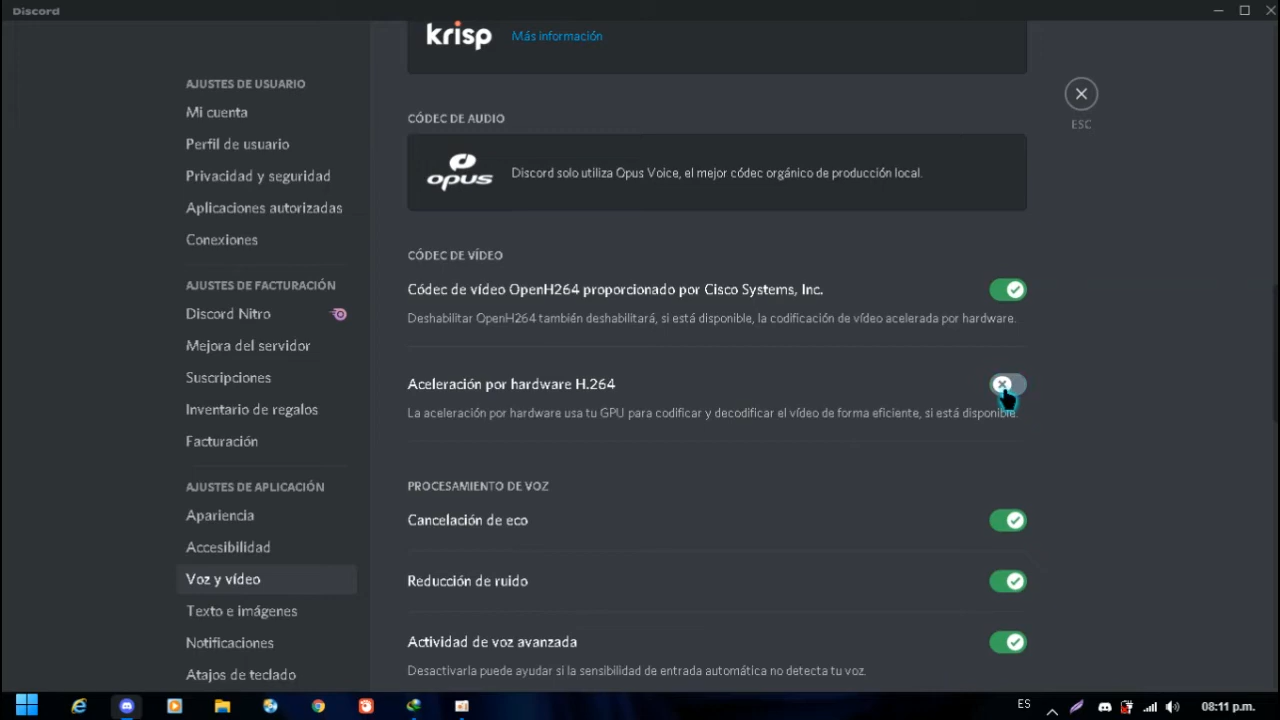 Discord
AJUSTES DE USUARIO
Mi cuenta
Perfil de usuario
Privacidad y seguridad
Aplicaciones autorizadas
Conexiones
AJUSTES DE FACTURACIÓN
Discord Nitro
Mejora del servidor
Suscripciones
Inventario de regalos
Facturación
AJUSTES DE APLICACIÓN
Apariencia
Accesibilidad
Voz y vídeo
Texto e imágenes
Notificaciones
Atajos de teclado
krisp Más información
CÓDEC DE AUDIO
opus Discord solo utiliza Opus Voice, el mejor códec orgánico de producción local.
CÓDEC DE VÍDEO
Códec de vídeo OpenH264 proporcionado por Cisco Systems, Inc.
Deshabilitar OpenH264 también deshabilitará, si está disponible, la codificación de vídeo acelerada por hardware.
Aceleración por hardware H.264
La aceleración por hardware usa tu GPU para codificar y decodificar el vídeo de forma eficiente, si está disponible.
PROCESAMIENTO DE VOZ
Cancelación de eco
Reducción de ruido
Actividad de voz avanzada
Desactivarla puede ayudar si la sensibilidad de entrada automática no detecta tu voz.
ESC
ES
08:11 p.m.